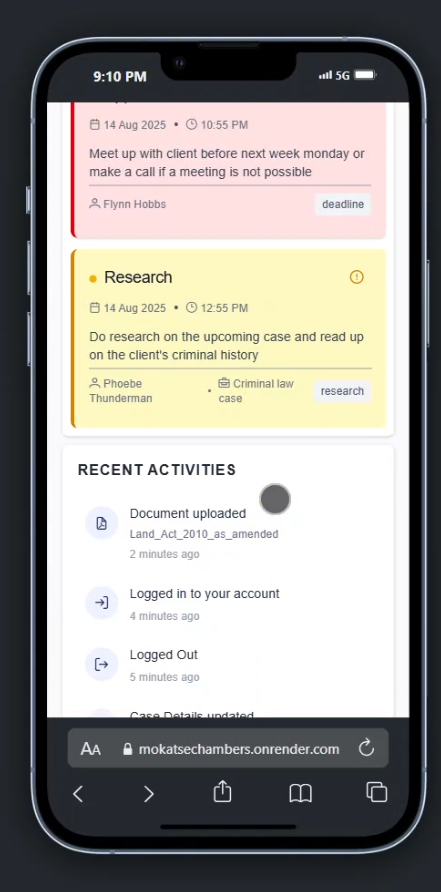 9:10 PM
5G
14 Aug 2025 • 10:55 PM
Meet up with client before next week monday or
make a call if a meeting is not possible
Flynn Hobbs
deadline
Research
14 Aug 2025 • 12:55 PM
Do research on the upcoming case and read up
on the client's criminal history
Phoebe
Thunderman
• Criminal law
case
research
RECENT ACTIVITIES
Document uploaded
Land_Act_2010_as_amended
2 minutes ago
Logged in to your account
4 minutes ago
Logged Out
5 minutes ago
Case Details updated
AA mokatsechambers.onrender.com